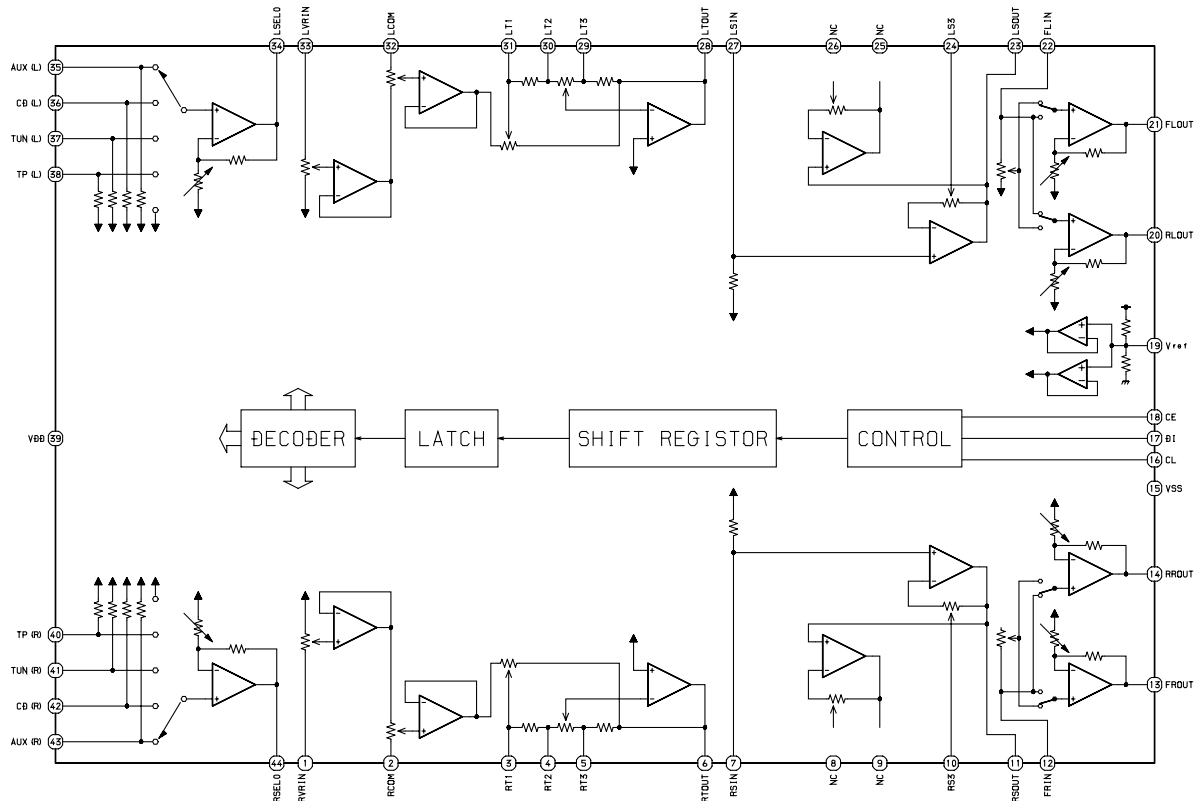 LSELO
LVRIN
LCOM
LT1
LT2
LT3
LTOUT
LSIN
NC
NC
LS3
LSOUT
FLIN
34
33
32
31
30
29
28
27
26
25
24
23
22
AUX (L) 35
CD (L) 36
TUN (L) 37
TP (L) 38
21 FLOUT
20 RLOUT
19 Vref
VDD 39
DECODER
LATCH
SHIFT REGISTOR
CONTROL
18 CE
17 DI
16 CL
15 VSS
14 RROUT
13 FROUT
TP (R) 40
TUN (R) 41
CD (R) 42
AUX (R) 43
44
1
2
3
4
5
6
7
8
9
10
11
12
RSELO
RVRIN
RCOM
RT1
RT2
RT3
RTOUT
RSIN
NC
NC
RS3
RSOUT
FRIN